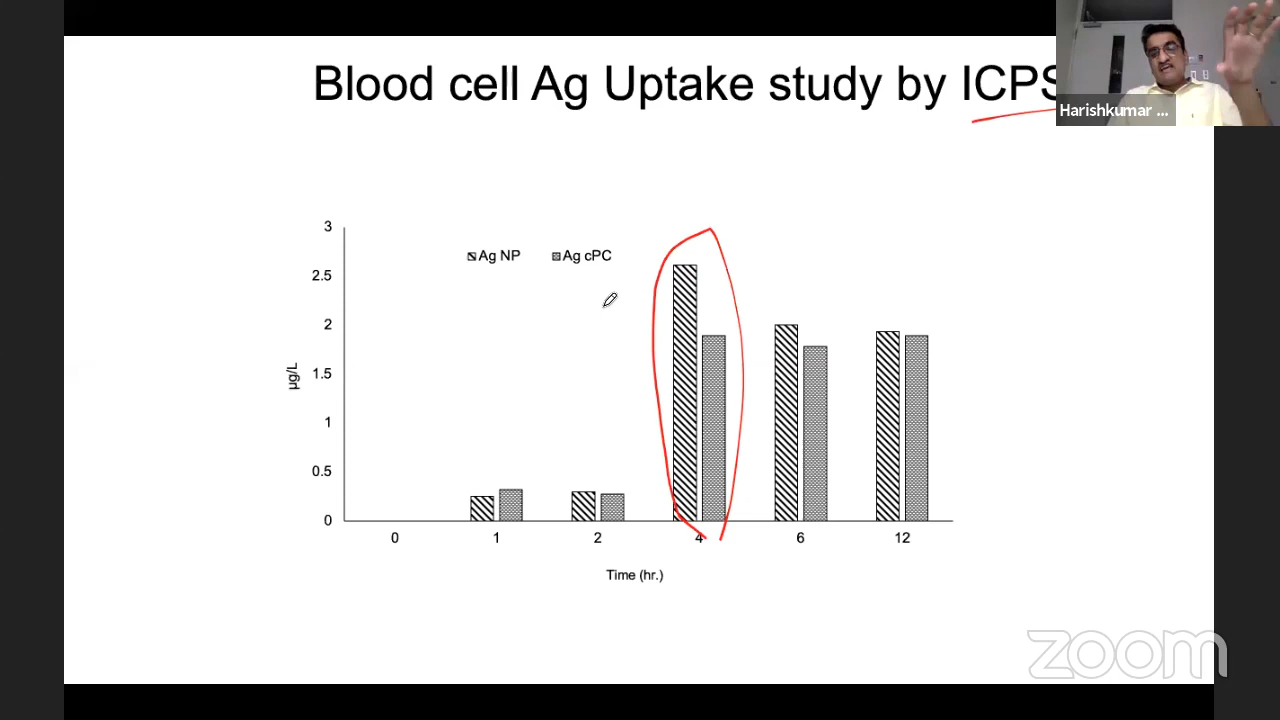 Blood cell Ag Uptake study by ICPS
Harishkumar ...
3
Ag NP
Ag cPC
2.5
2
1.5
µg/L
1
0.5
0
0 1 2 4 6 12
Time (hr.)
zoom